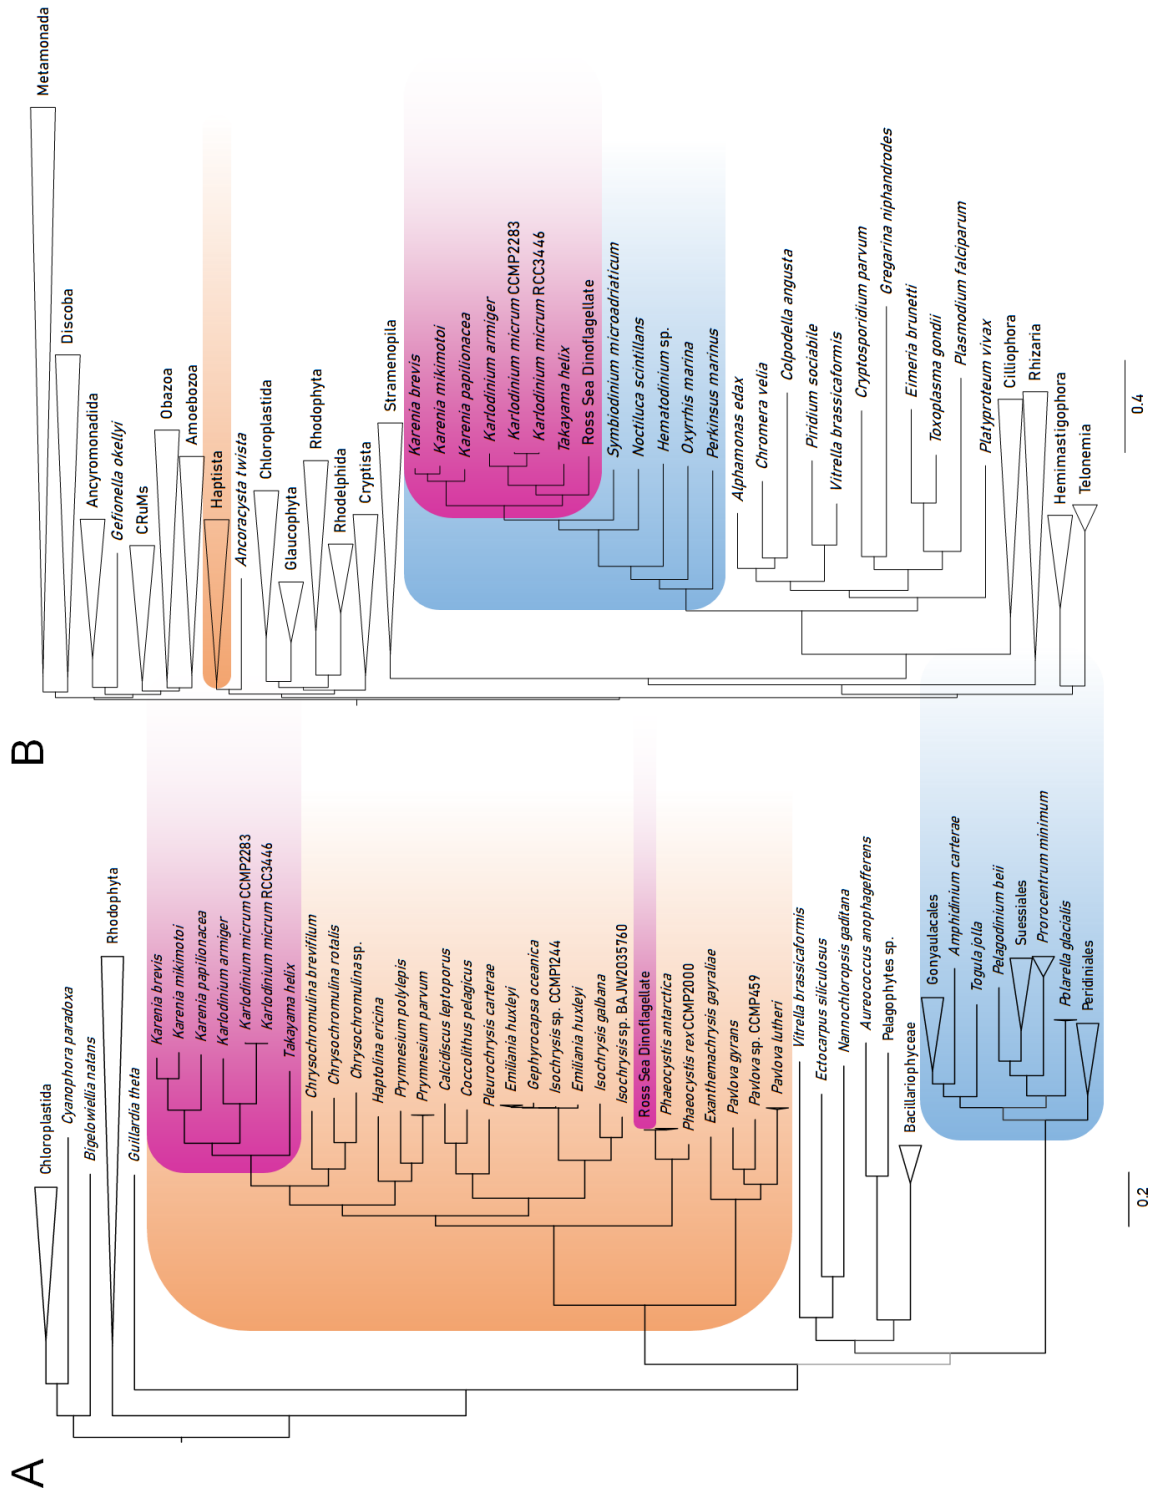 A
Chloroplastida
Cyanophora paradoxa
Bigelowiella natans
Rhodophyta
Guillardia theta
Karenia brevis
Karenia mikimotoi
Karenia papilionacea
Karlodinium armiger
Karlodinium micrum CCMP2283
Karlodinium micrum RCC3446
Takayama helix
Chrysochromulina brevifilum
Chrysochromulina rotalis
Chrysochromulina sp.
Haptolina ericina
Prymnesium polylepis
Prymnesium parvum
Calcidiscus leptoporus
Coccolithus pelagicus
Pleurochrysis carterae
Emiliania huxleyi
Gephyrocapsa oceanica
Isochrysis sp. CCMP1244
Emiliania huxleyi
Isochrysis galbana
Isochrysis sp. BAJW2035760
Ross Sea Dinoflagellate
Phaeocystis antarctica
Phaeocystis rex CCMP2000
Exanthemachrysis gayraliae
Pavlova gyrans
Pavlova sp. CCMP459
Pavlova lutheri
Vitrella brassicaformis
Ectocarpus siliculosus
Nannochloropsis gaditana
Aureococcus anophagefferens
Pelagophytes sp.
Bacillariophyceae
Gonyaulacales
Amphidinium carterae
Togula jolla
Pelagodinium beii
Suessiales
Prorocentrum minimum
Polarella glacialis
Peridiniales
0.2
B
Metamonada
Discoba
Ancyromonadida
Gefionella okellyi
CRuMs
Obazoa
Amoebozoa
Haptista
Ancoracysta twista
Chloroplastida
Glaucophyta
Rhodophyta
Rhodelphida
Cryptista
Stramenopila
Karenia brevis
Karenia mikimotoi
Karenia papilionacea
Karlodinium armiger
Karlodinium micrum CCMP2283
Karlodinium micrum RCC3446
Takayama helix
Ross Sea Dinoflagellate
Symbiodinium microadriaticum
Noctiluca scintillans
Hematodinium sp.
Oxyrrhis marina
Perkinsus marinus
Alphamonas edax
Chromera velia
Colpodella angusta
Piridium sociabile
Vitrella brassicaformis
Cryptosporidium parvum
Gregarina niphandrodes
Eimeria brunetti
Toxoplasma gondii
Plasmodium falciparum
Platyproteum vivax
Cilliophora
Rhizaria
Hemimastigophora
Telonemia
0.4